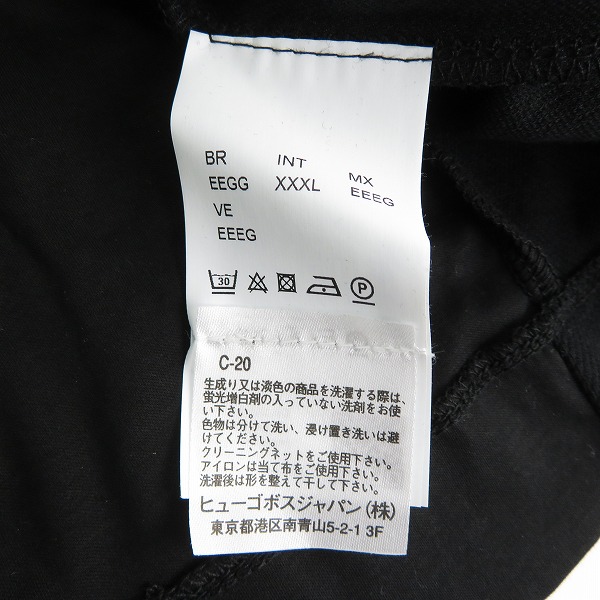 BR INT MX
EEGG XXXL EEEG
VE
EEEG
30 P
C-20
生成り又は淡色の商品を洗濯する際は、
蛍光増白剤の入っていない洗剤をお使
い下さい。
色物は分けて洗い、浸け置き洗いは避
けてください。
クリーニングネットをご使用下さい。
アイロンは当て布をご使用下さい。
洗濯後は形を整えて干して下さい。
ヒューゴボスジャパン(株)
東京都港区南青山5-2-1 3F